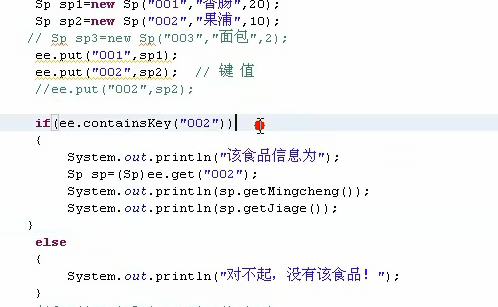 Sp sp1=new Sp("001","香肠",20);
Sp sp2=new Sp("002","果浦",10);
// Sp sp3=new Sp("003","面包",2);
ee.put("001",sp1);
ee.put("002",sp2);  // 键 值
//ee.put("002",sp2);
if(ee.containsKey("002"))
{
System.out.println("该食品信息为");
Sp sp=(Sp)ee.get("002");
System.out.println(sp.getMingcheng());
System.out.println(sp.getJiage());
}
else
{
System.out.println("对不起，没有该食品！");
}